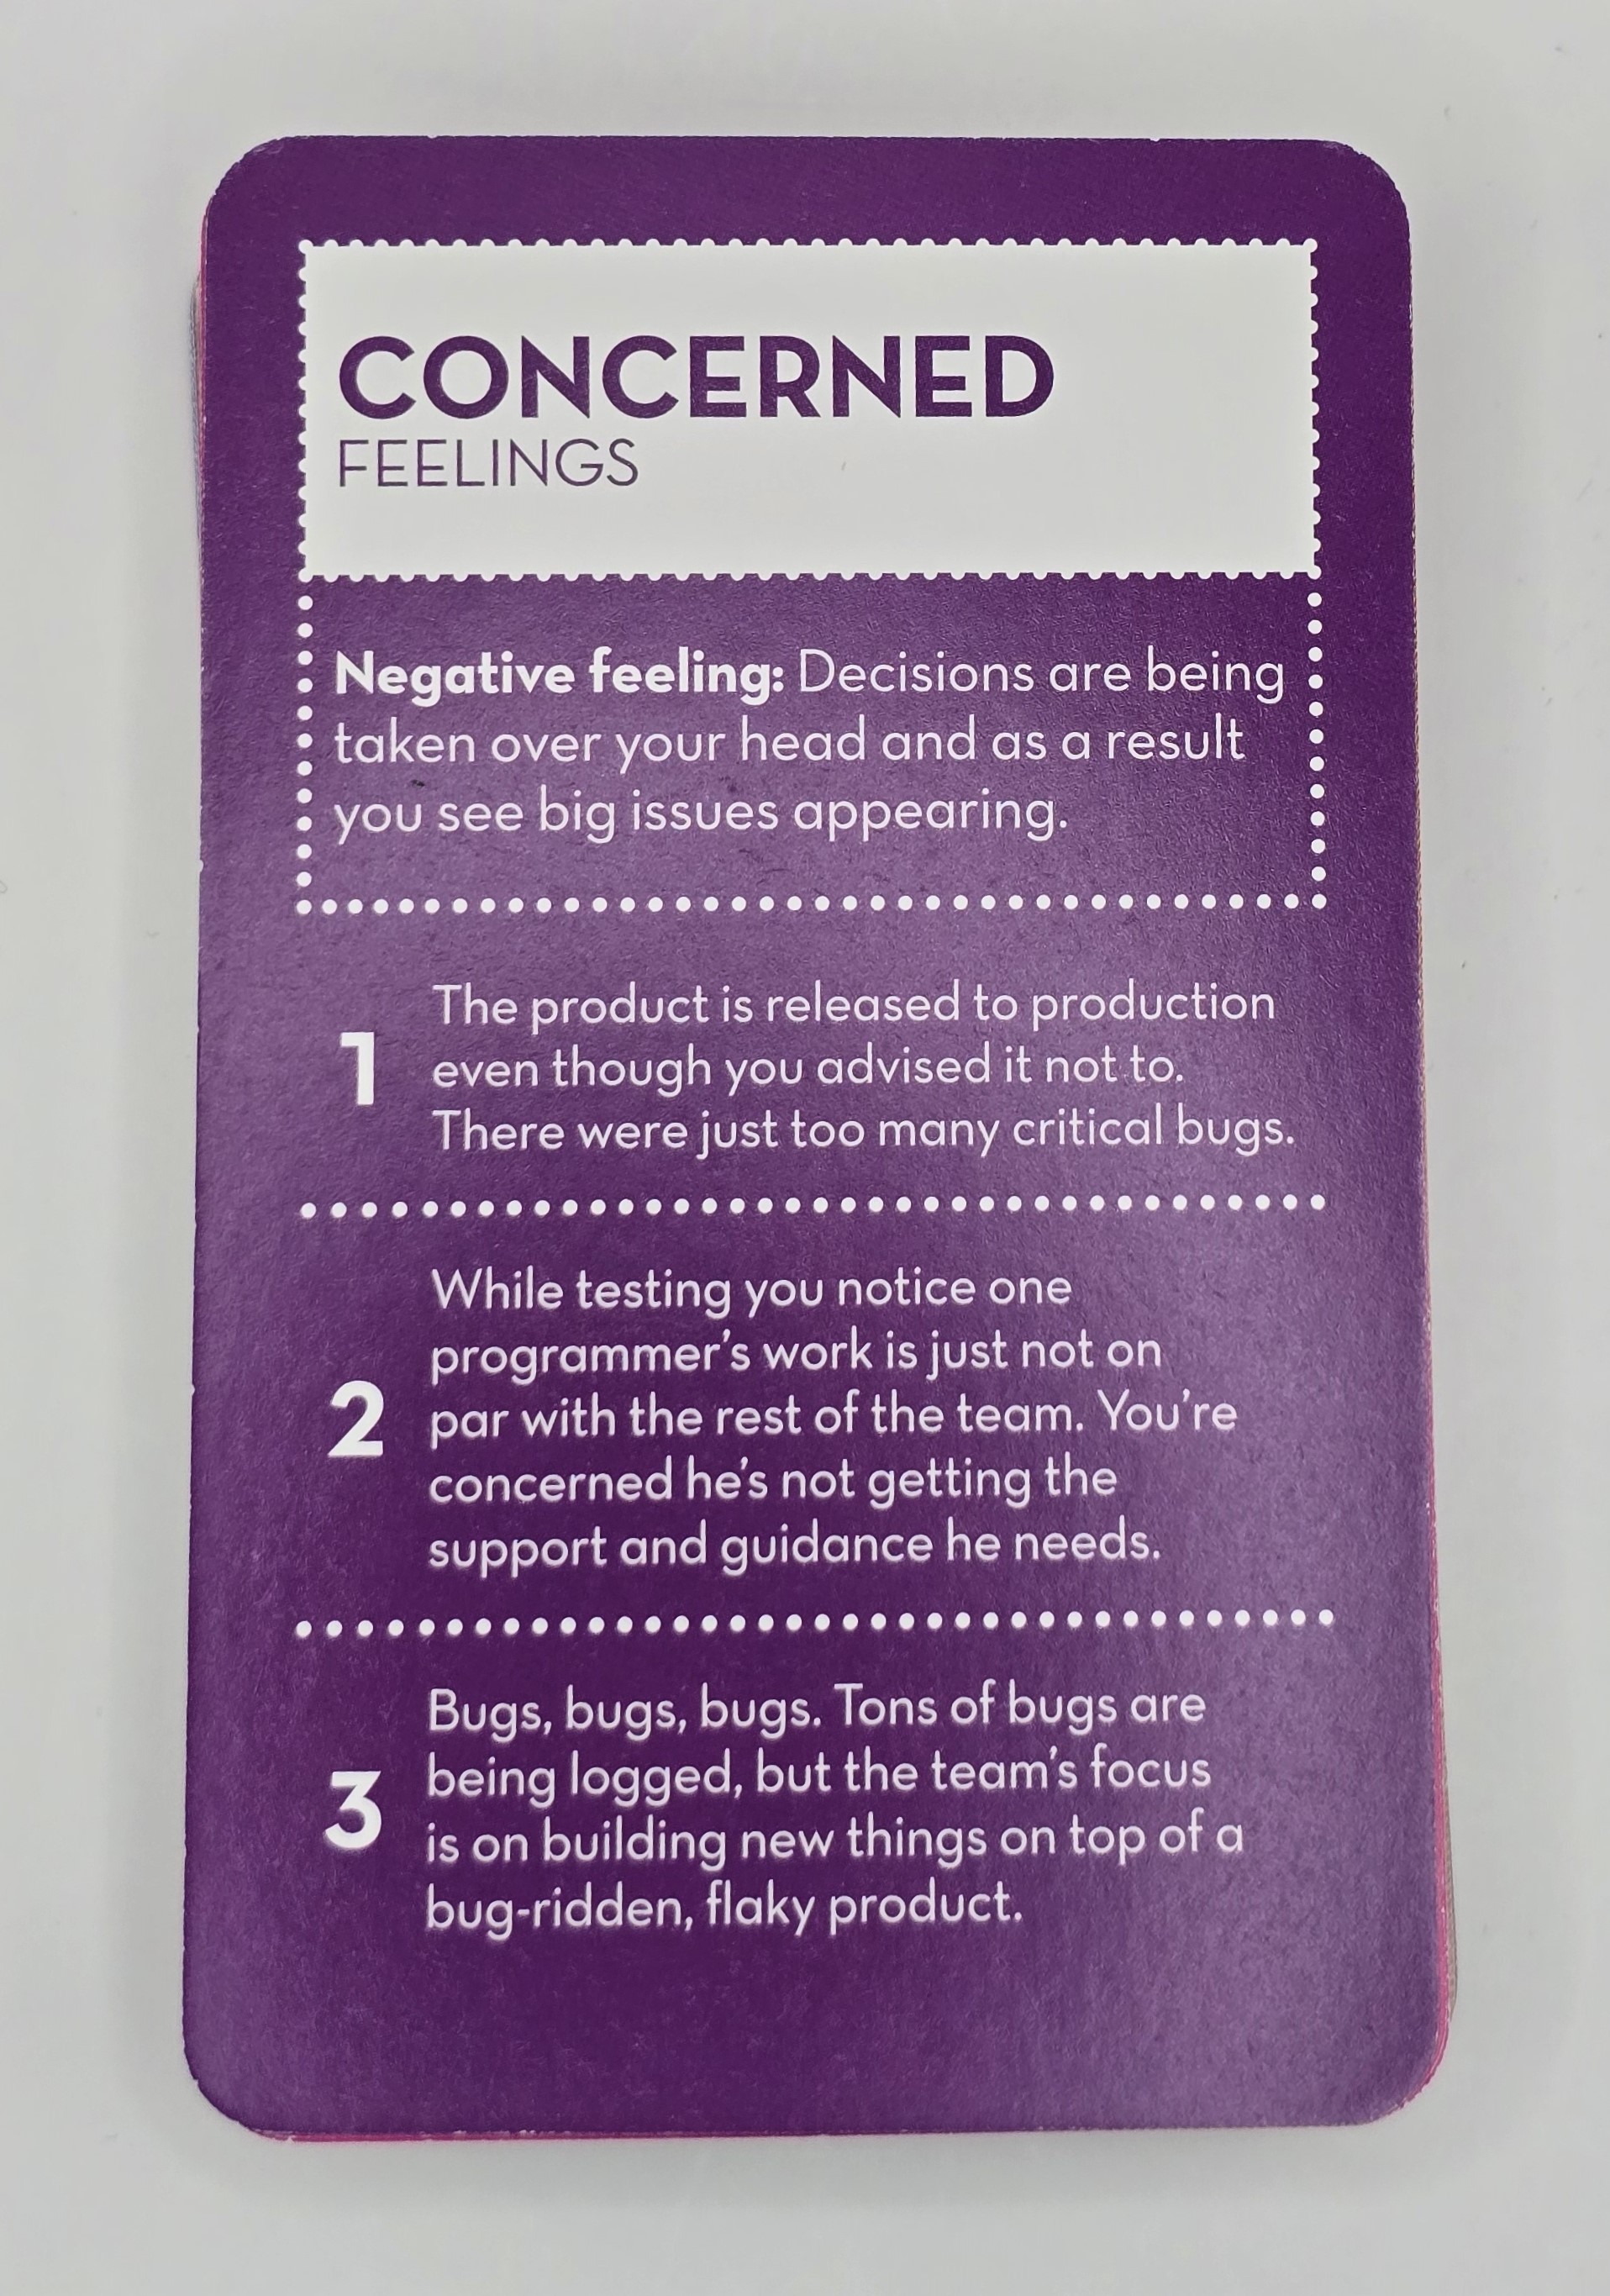 CONCERNED
FEELINGS
Negative feeling: Decisions are being
taken over your head and as a result
you see big issues appearing.
1
The product is released to production
even though you advised it not to.
There were just too many critical bugs.
2
While testing you notice one
programmer's work is just not on
par with the rest of the team. You're
concerned he's not getting the
support and guidance he needs.
3
Bugs, bugs, bugs. Tons of bugs are
being logged, but the team's focus
is on building new things on top of a
bug-ridden, flaky product.